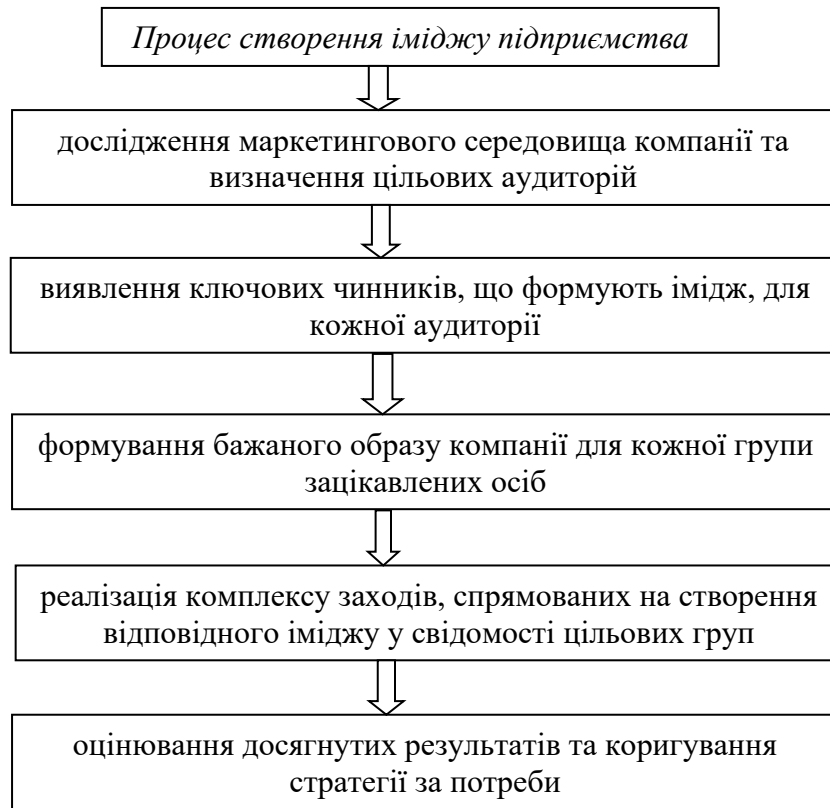 Процес створення іміджу підприємства
дослідження маркетингового середовища компанії та
визначення цільових аудиторій
виявлення ключових чинників, що формують імідж, для
кожної аудиторії
формування бажаного образу компанії для кожної групи
зацікавлених осіб
реалізація комплексу заходів, спрямованих на створення
відповідного іміджу у свідомості цільових груп
оцінювання досягнутих результатів та коригування
стратегії за потреби